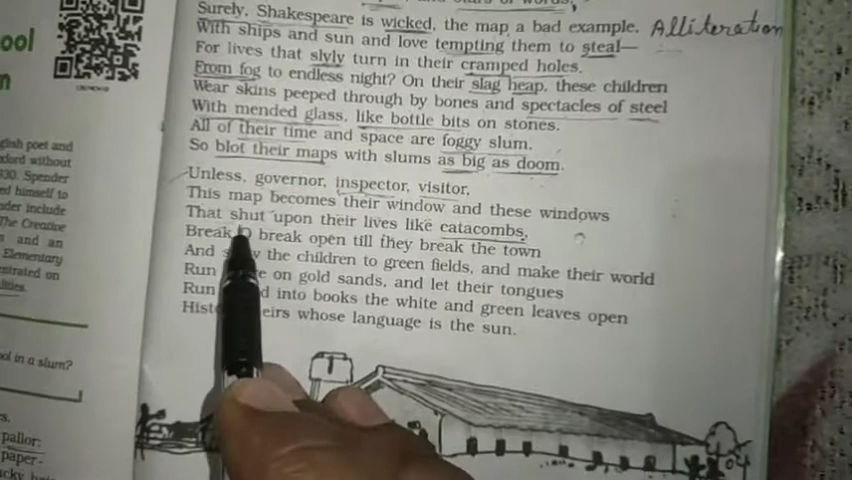 Surely, Shakespeare is wicked, the map a bad example.
Alliteration
With ships and sun and love tempting them to steal—
For lives that slyly turn in their cramped holes
From fog to endless night? On their slag heap, these children
Wear skins peeped through by bones and spectacles of steel
With mended glass, like bottle bits on stones.
All of their time and space are foggy slum.
So blot their maps with slums as big as doom.
Unless, governor, inspector, visitor,
This map becomes their window and these windows
That shut upon their lives like catacombs,
Break break open till they break the town
And the children to green fields, and make their world
Run on gold sands, and let their tongues
Run into books the white and green leaves open
whose language is the sun.
ool
glish poet and
xford without
930. Spender
ed himself to
der include
The Creative
s and an
Elementary
entrated on
ool in a slum?
pallor:
paper-